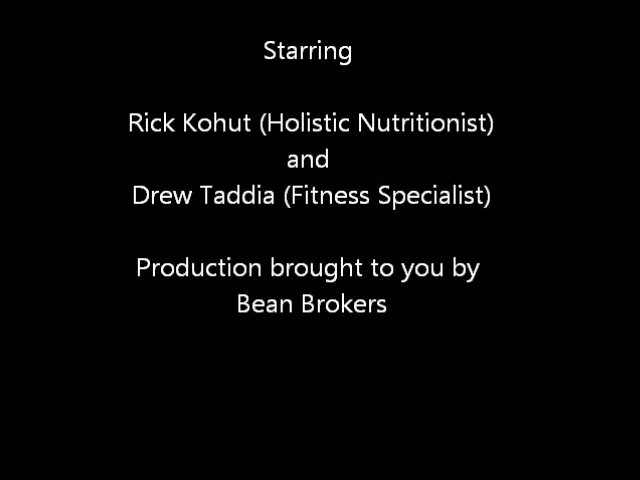 Starring
Rick Kohut (Holistic Nutritionist)
and
Drew Taddia (Fitness Specialist)
Production brought to you by
Bean Brokers